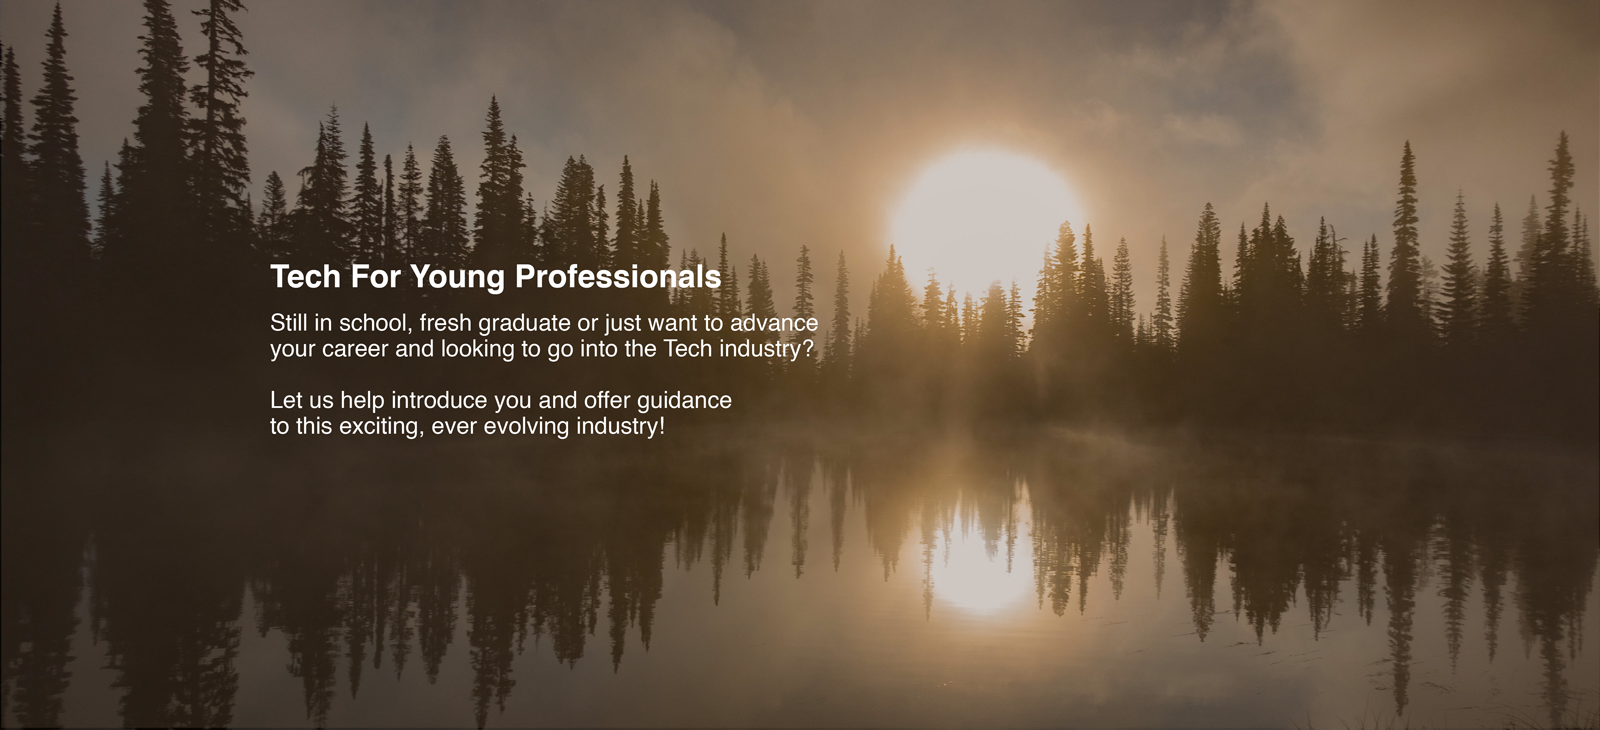 Tech For Young Professionals
Still in school, fresh graduate or just want to advance
your career and looking to go into the Tech industry?
Let us help introduce you and offer guidance
to this exciting, ever evolving industry!